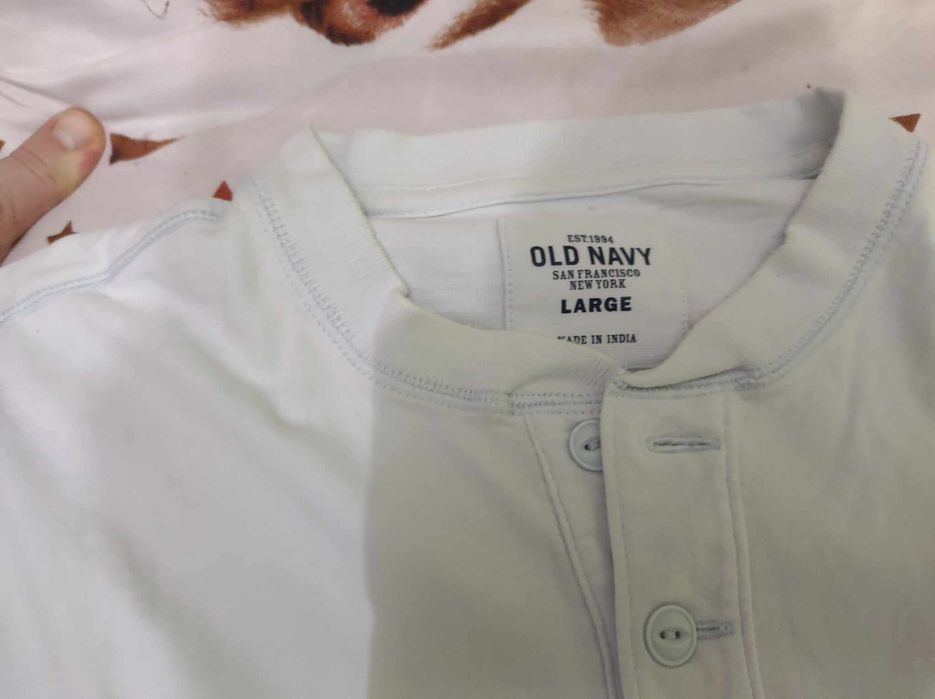 EST.1994
OLD NAVY
SAN FRANCISCO
NEW YORK
LARGE
MADE IN INDIA